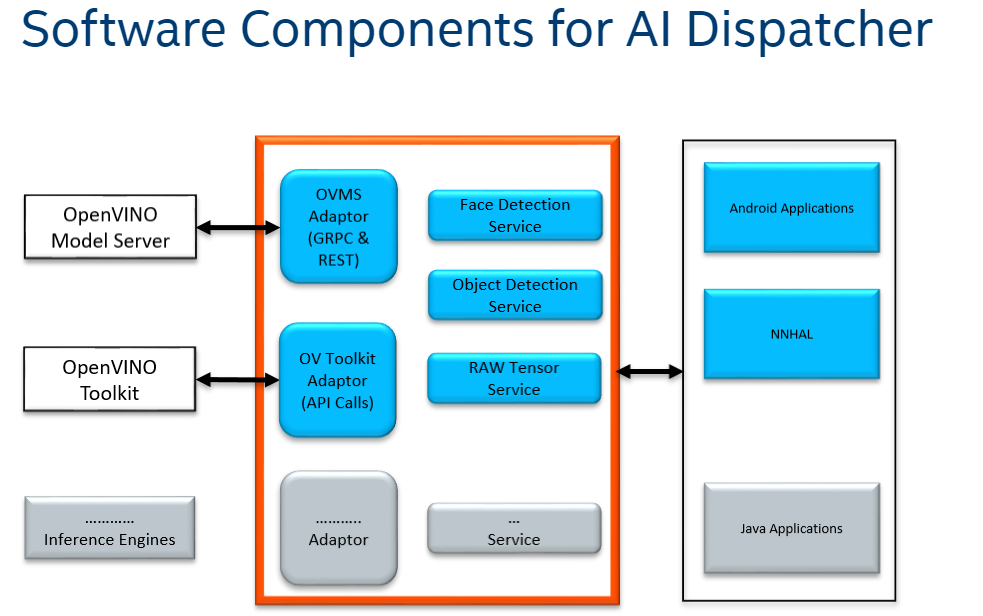 Software Components for AI Dispatcher
OpenVINO
Model Server
OpenVINO
Toolkit
…………
Inference Engines
OVMS
Adaptor
(GRPC &
REST)
OV Toolkit
Adaptor
(API Calls)
………..
Adaptor
Face Detection
Service
Object Detection
Service
RAW Tensor
Service
…
Service
Android Applications
NNHAL
Java Applications